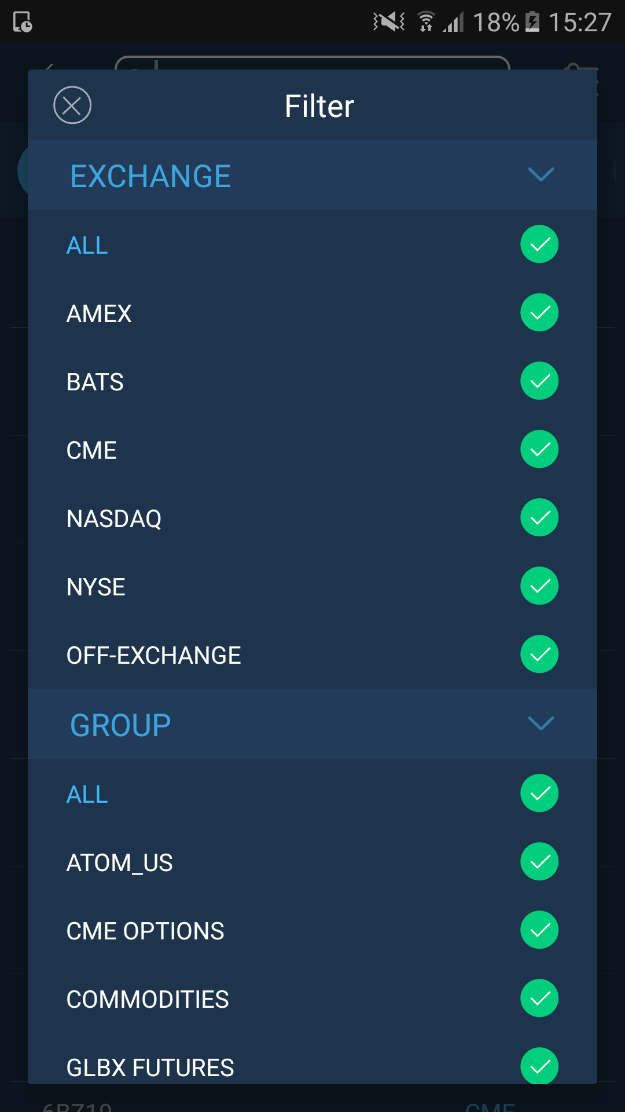 18% 15:27
Filter
EXCHANGE
ALL
AMEX
BATS
CME
NASDAQ
NYSE
OFF-EXCHANGE
GROUP
ALL
ATOM_US
CME OPTIONS
COMMODITIES
GLBX FUTURES